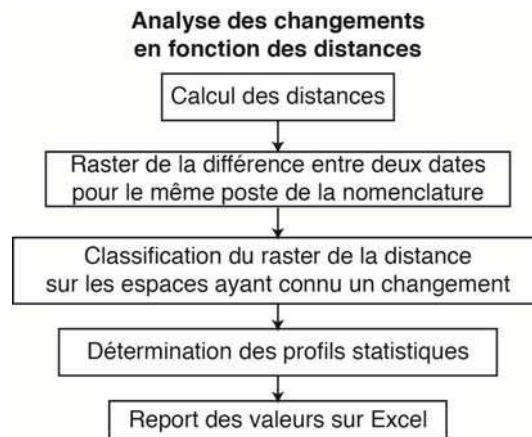 Analyse des changements
en fonction des distances
Calcul des distances
Raster de la différence entre deux dates
pour le même poste de la nomenclature
Classification du raster de la distance
sur les espaces ayant connu un changement
Détermination des profils statistiques
Report des valeurs sur Excel